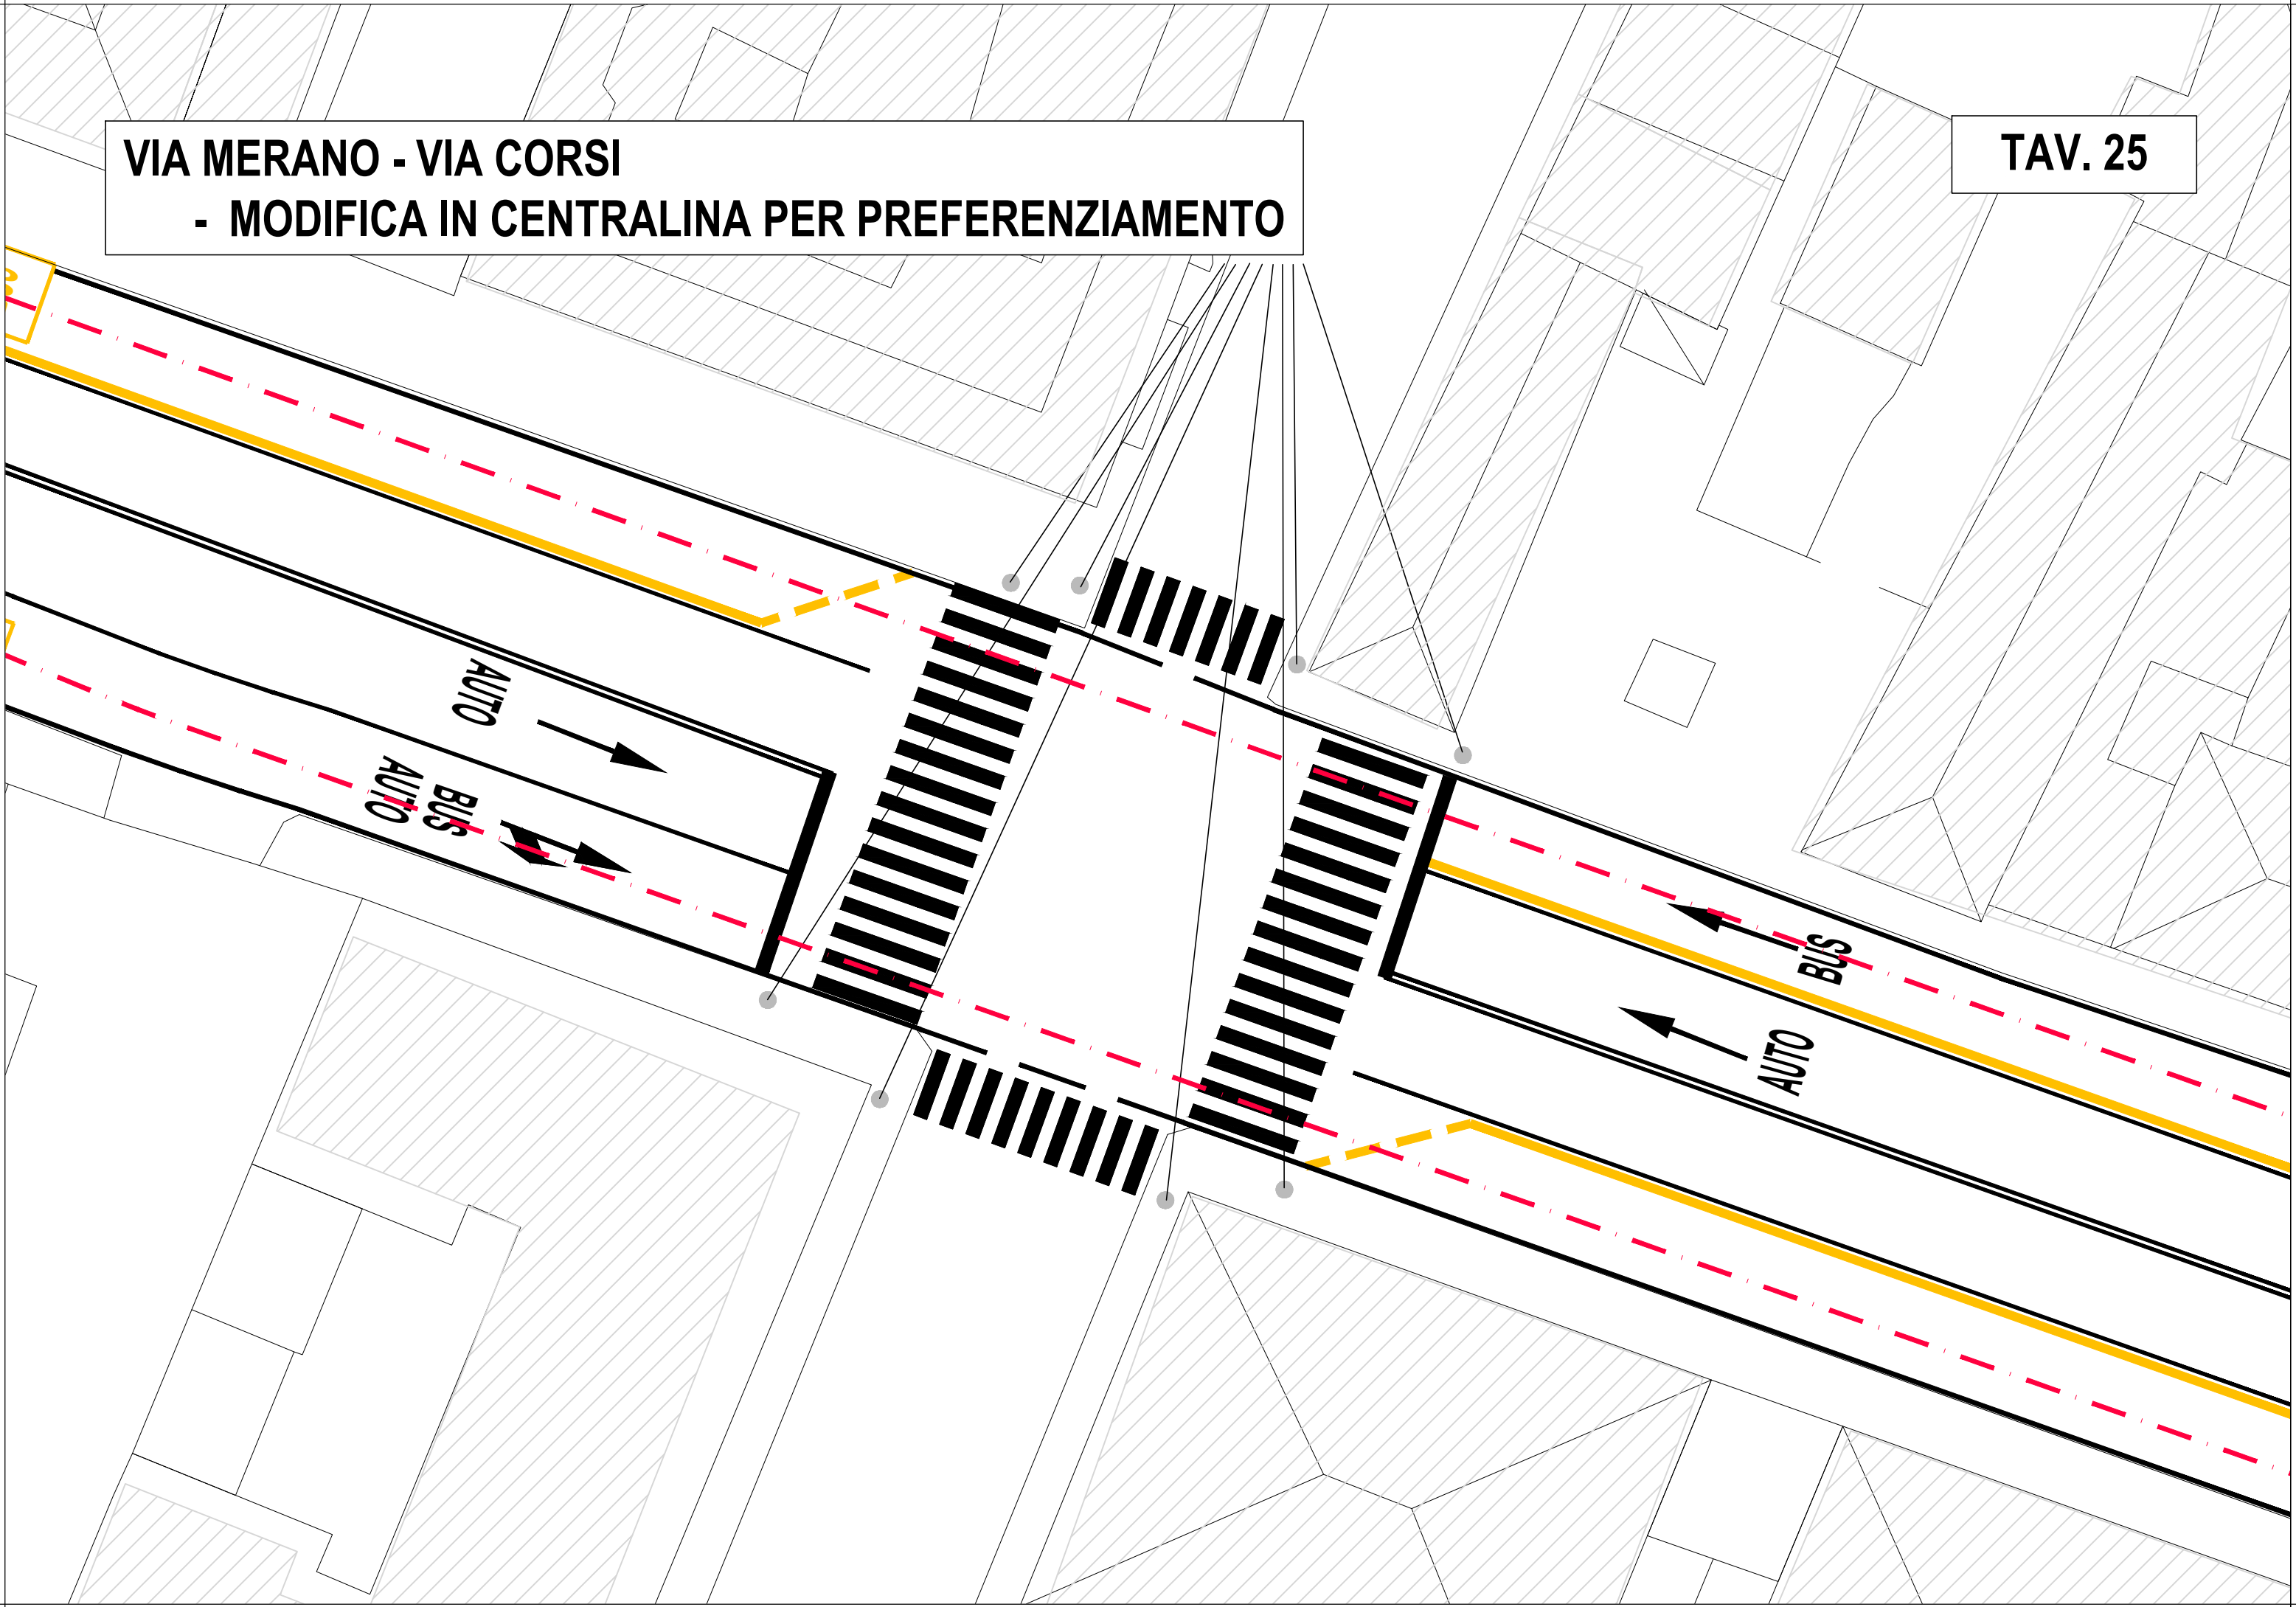 VIA MERANO - VIA CORSI
- MODIFICA IN CENTRALINA PER PREFERENZIAMENTO
TAV. 25
AUTO
AUTO
BUS
BUS
AUTO